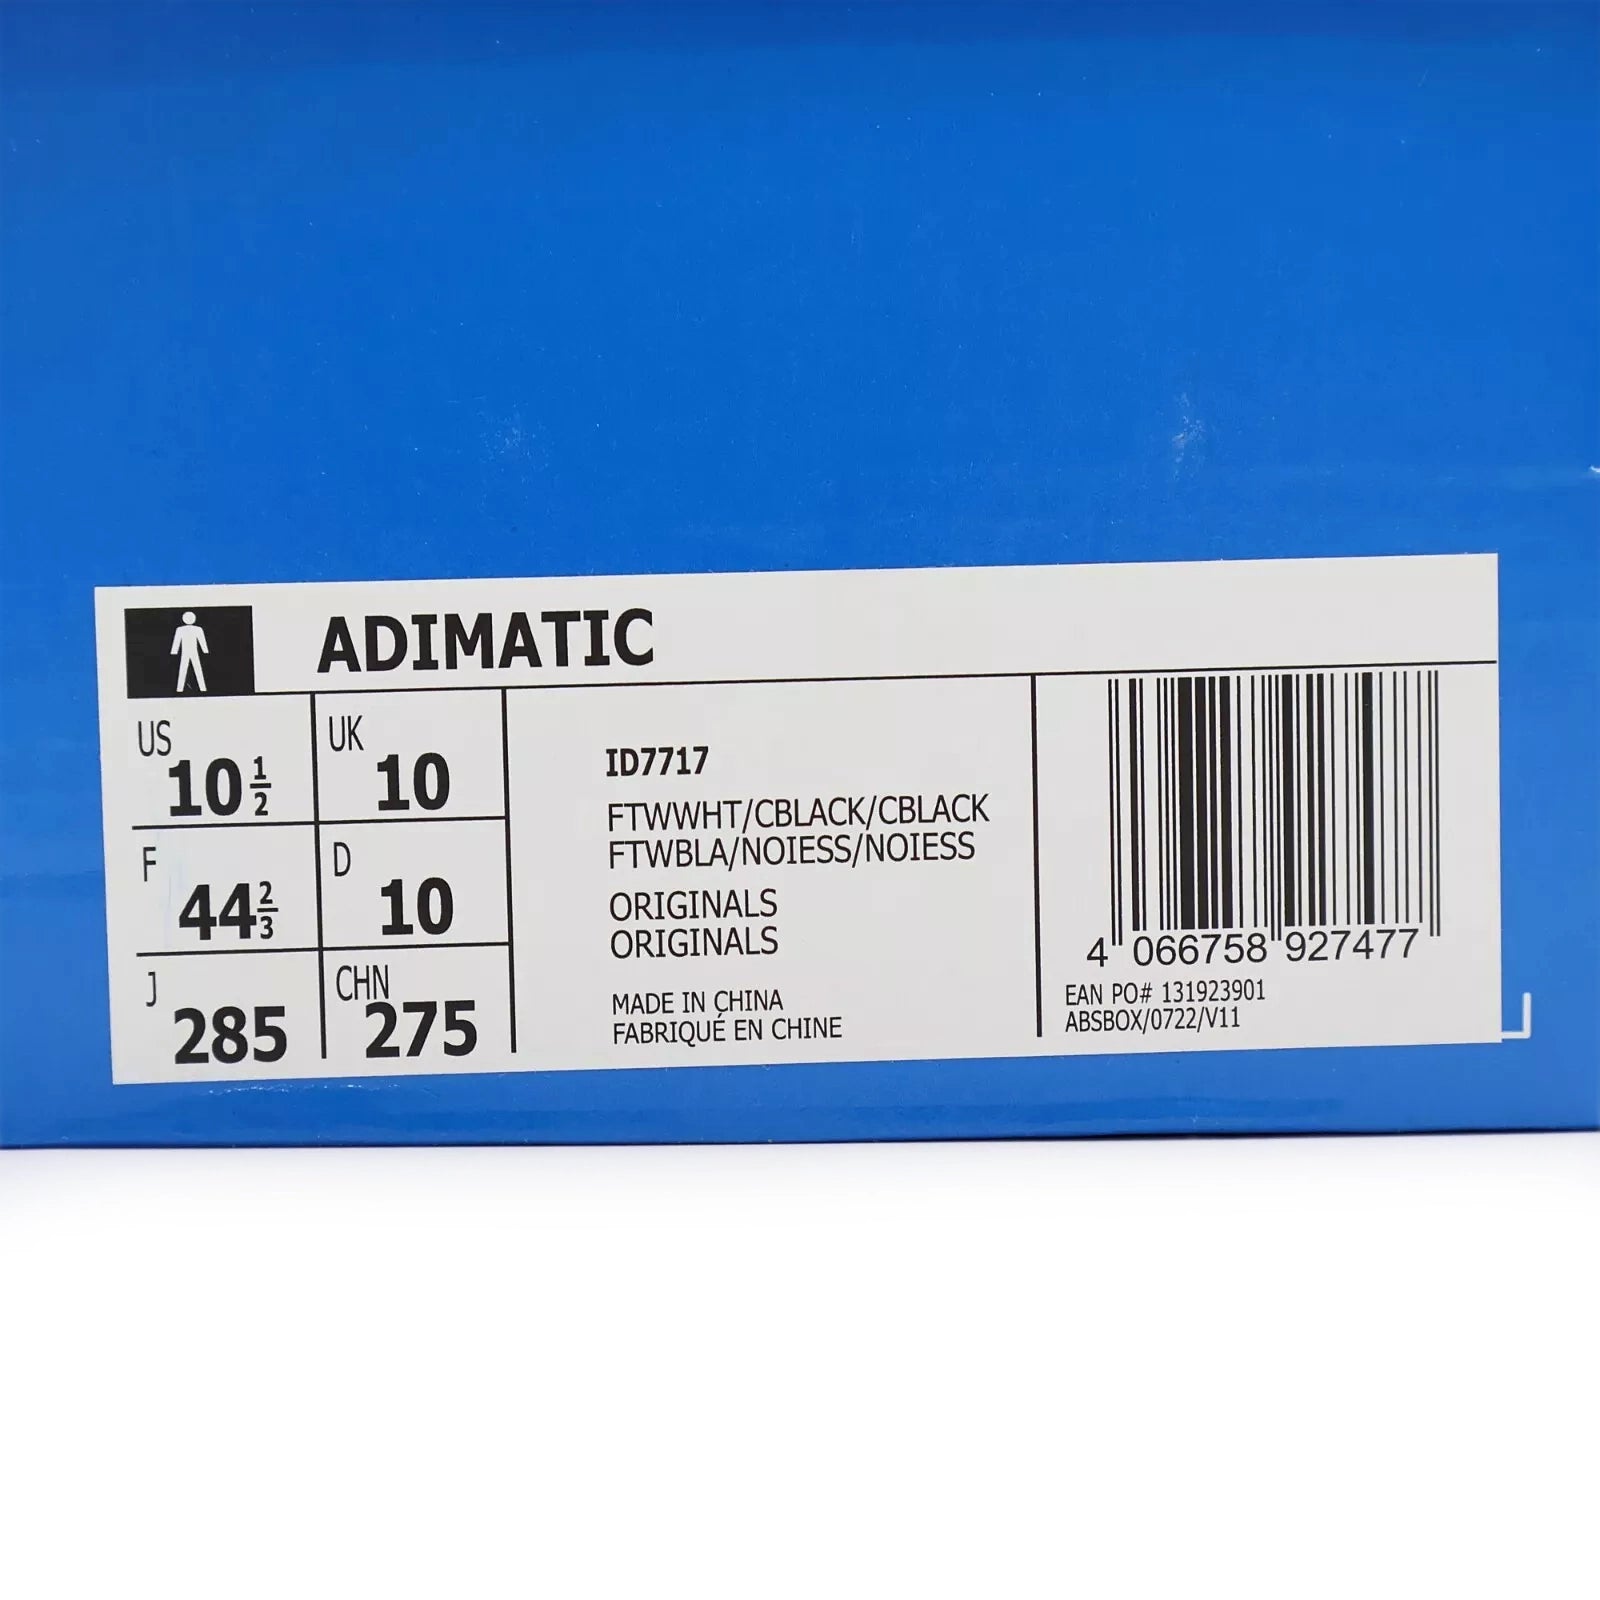 ADIMATIC
US 10 1/2
UK 10
F 44 2/3
D 10
J 285
CHN 275
ID7717
FTWWHT/CBLACK/CBLACK
FTWBLA/NOIESS/NOIESS
ORIGINALS
ORIGINALS
MADE IN CHINA
FABRIQUÉ EN CHINE
4 066758 927477
EAN PO# 131923901
ABSBOX/0722/V11